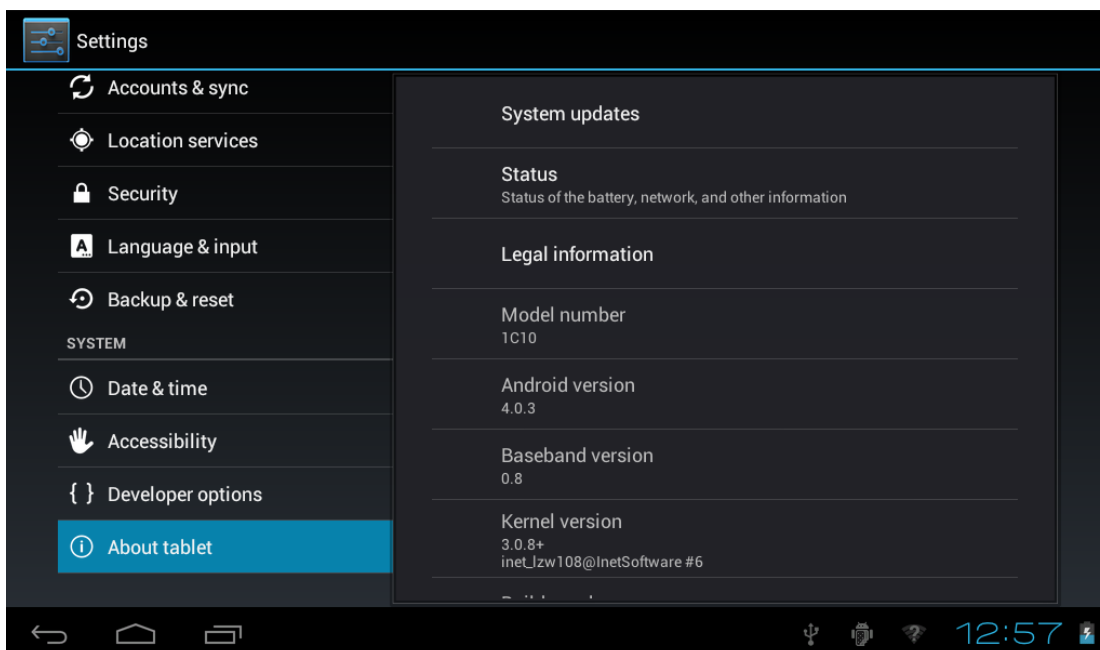 Settings
Accounts & sync
Location services
Security
Language & input
Backup & reset
SYSTEM
Date & time
Accessibility
{ } Developer options
About tablet
System updates
Status
Status of the battery, network, and other information
Legal information
Model number
1C10
Android version
4.0.3
Baseband version
0.8
Kernel version
3.0.8+
inet_lzw108@InetSoftware #6
12:57